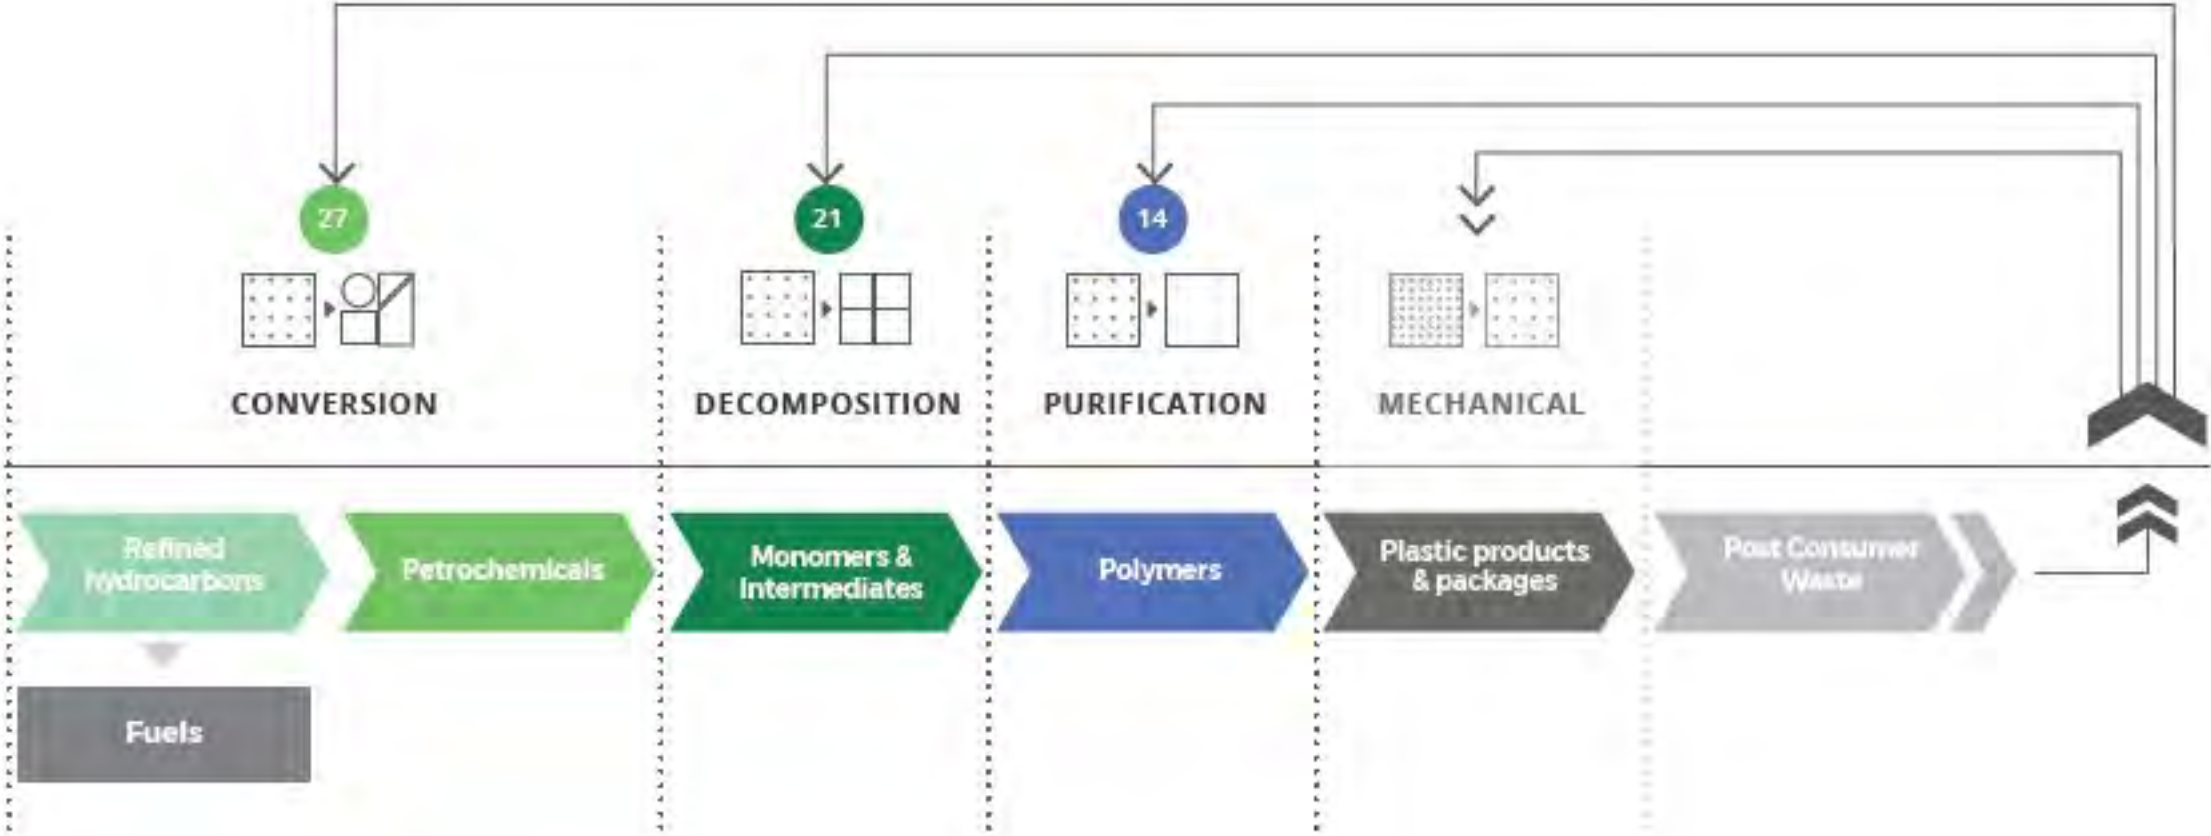 27
21
14
CONVERSION
DECOMPOSITION
PURIFICATION
MECHANICAL
Refined
hydrocarbons
Petrochemicals
Monomers &
Intermediates
Polymers
Plastic products
& packages
Post Consumer
Waste
Fuels